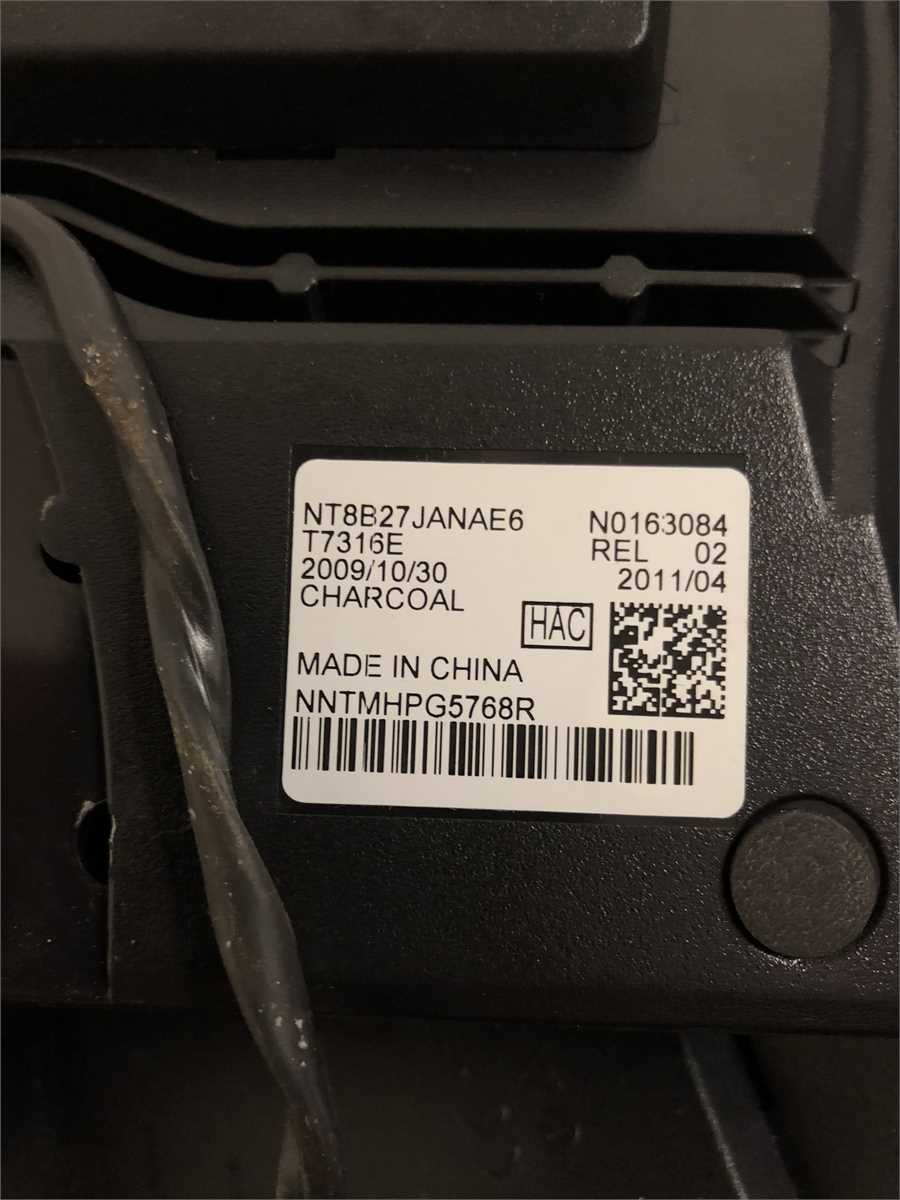 NT8B27JANAE6 N0163084
T7316E REL 02
2009/10/30 2011/04
CHARCOAL
HAC
MADE IN CHINA
NNTMHPG5768R